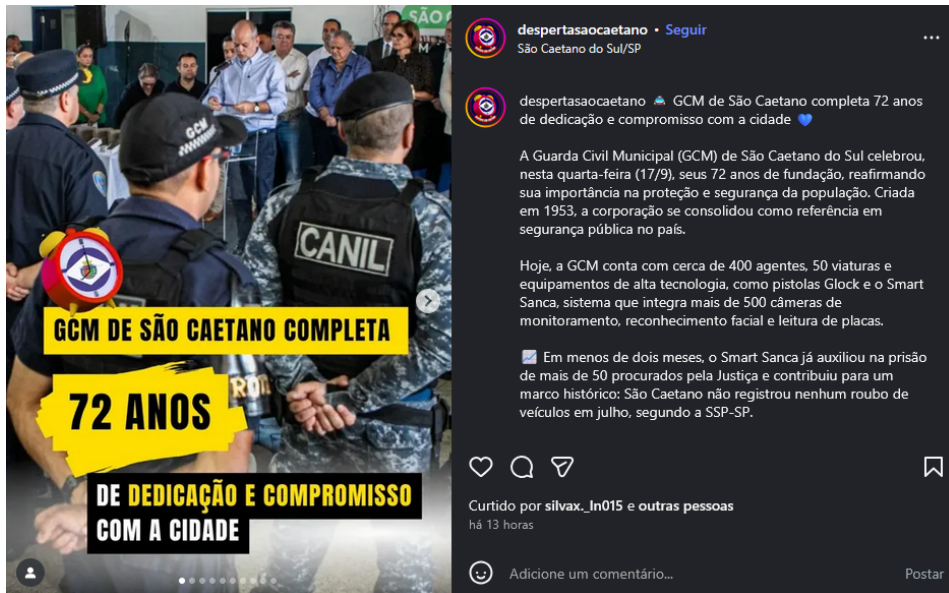 SÃO C
GCM
CANIL
GCM DE SÃO CAETANO COMPLETA
72 ANOS
DE DEDICAÇÃO E COMPROMISSO
COM A CIDADE
despertasaocaetano • Seguir
São Caetano do Sul/SP
despertasaocaetano 🚔 GCM de São Caetano completa 72 anos
de dedicação e compromisso com a cidade 💙
A Guarda Civil Municipal (GCM) de São Caetano do Sul celebrou,
nesta quarta-feira (17/9), seus 72 anos de fundação, reafirmando
sua importância na proteção e segurança da população. Criada
em 1953, a corporação se consolidou como referência em
segurança pública no país.
Hoje, a GCM conta com cerca de 400 agentes, 50 viaturas e
equipamentos de alta tecnologia, como pistolas Glock e o Smart
Sanca, sistema que integra mais de 500 câmeras de
monitoramento, reconhecimento facial e leitura de placas.
📈 Em menos de dois meses, o Smart Sanca já auxiliou na prisão
de mais de 50 procurados pela Justiça e contribuiu para um
marco histórico: São Caetano não registrou nenhum roubo de
veículos em julho, segundo a SSP-SP.
Curtido por silvax._ln015 e outras pessoas
há 13 horas
Adicione um comentário...
Postar